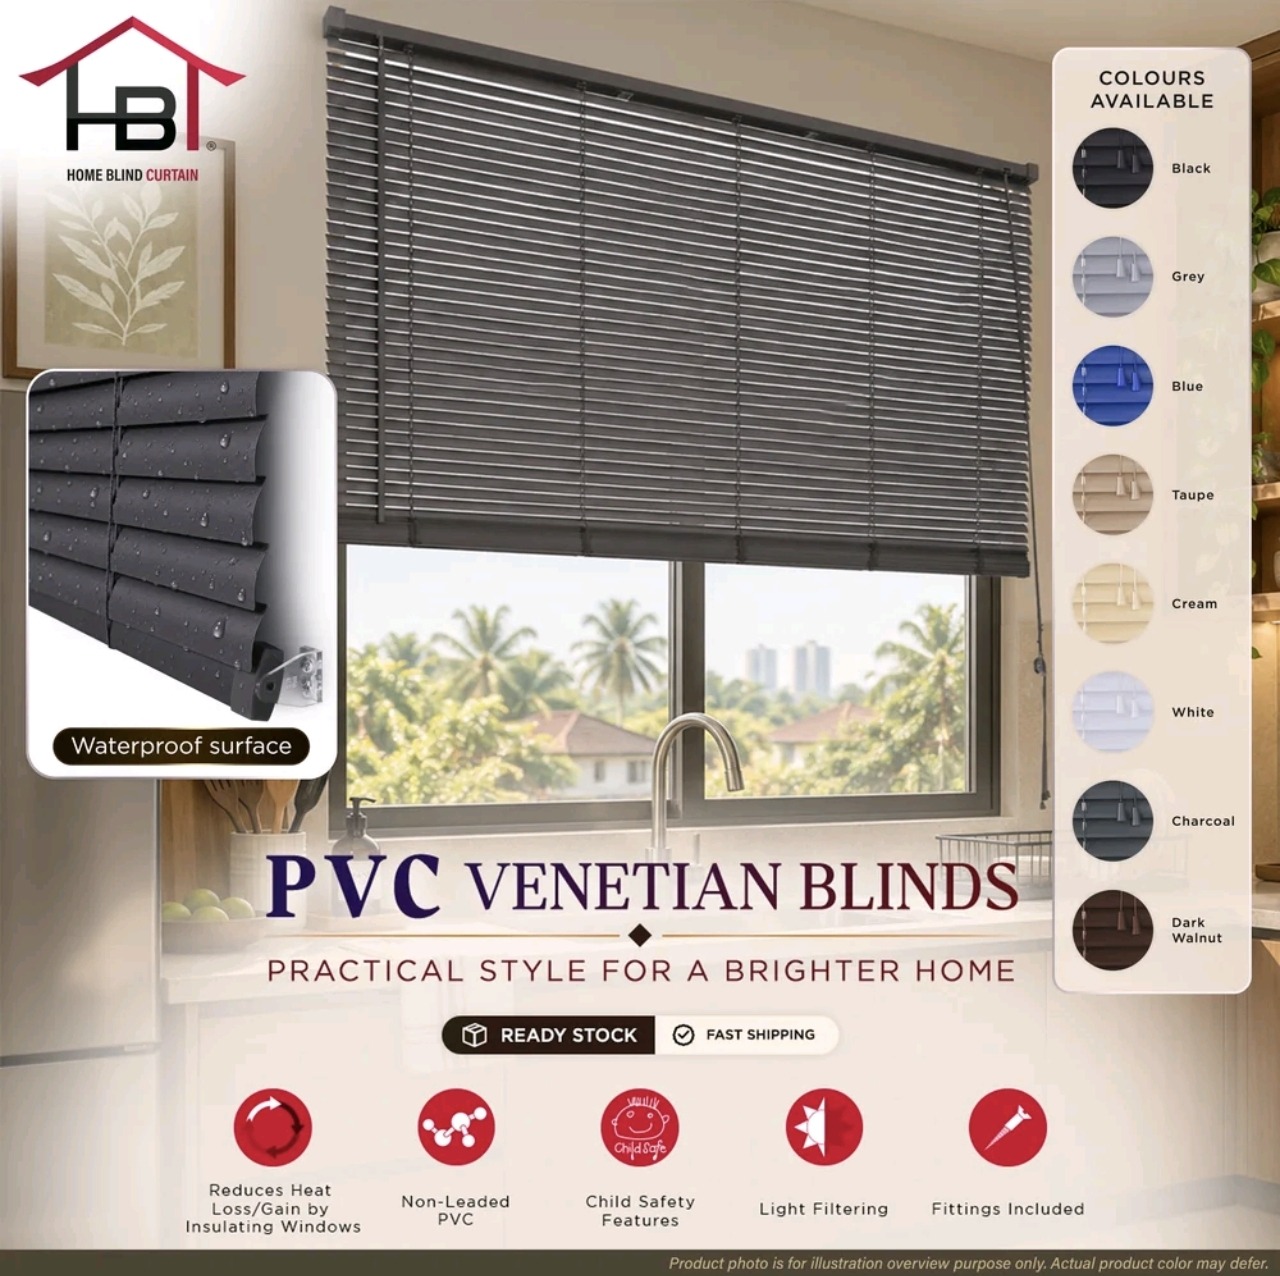 HBT
®
HOME BLIND CURTAIN
COLOURS
AVAILABLE
Black
Grey
Blue
Taupe
Cream
White
Charcoal
Dark
Walnut
Waterproof surface
PVC VENETIAN BLINDS
PRACTICAL STYLE FOR A BRIGHTER HOME
READY STOCK
FAST SHIPPING
Child Safe
Reduces Heat
Loss/Gain by
Insulating Windows
Non-Leaded
PVC
Child Safety
Features
Light Filtering
Fittings Included
Product photo is for illustration overview purpose only. Actual product color may defer.